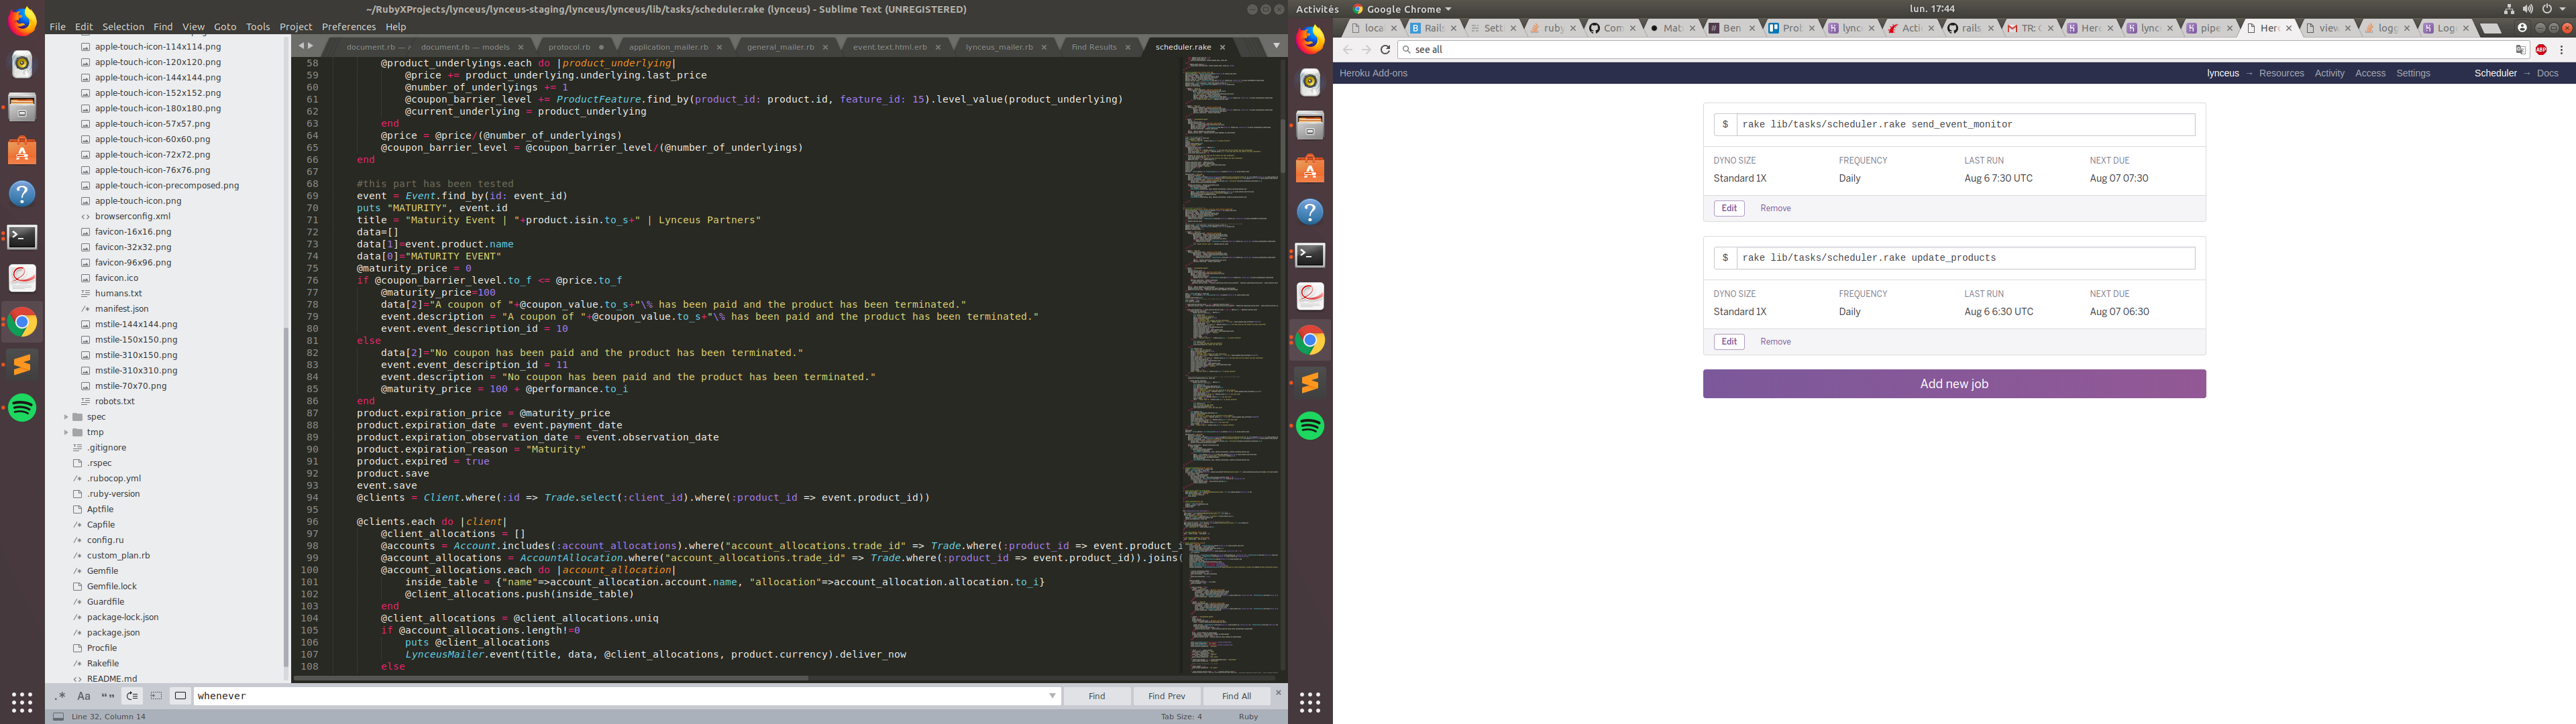 ~/RubyXProjects/lynceus/lynceus-staging/lynceus/lynceus/lib/tasks/scheduler.rake (lynceus) - Sublime Text (UNREGISTERED)
File Edit Selection Find View Goto Tools Project Preferences Help
apple-touch-icon-114x114.png
apple-touch-icon-120x120.png
apple-touch-icon-144x144.png
apple-touch-icon-152x152.png
apple-touch-icon-180x180.png
apple-touch-icon-57x57.png
apple-touch-icon-60x60.png
apple-touch-icon-72x72.png
apple-touch-icon-76x76.png
apple-touch-icon-precomposed.png
apple-touch-icon.png
browserconfig.xml
favicon-16x16.png
favicon-32x32.png
favicon-96x96.png
favicon.ico
humans.txt
manifest.json
mstile-144x144.png
mstile-150x150.png
mstile-310x150.png
mstile-310x310.png
mstile-70x70.png
robots.txt
spec
tmp
.gitignore
.rspec
.rubocop.yml
.ruby-version
Aptfile
Capfile
config.ru
custom_plan.rb
Gemfile
Gemfile.lock
Guardfile
package-lock.json
package.json
Procfile
Rakefile
README.md
document.rb — document.rb — models protocol.rb application_mailer.rb general_mailer.rb event.text.html.erb lynceus_mailer.rb Find Results scheduler.rake
58 @product_underlyings.each do |product_underlying|
59 @price += product_underlying.underlying.last_price
60 @number_of_underlyings += 1
61 @coupon_barrier_level += ProductFeature.find_by(product_id: product.id, feature_id: 15).level_value(product_underlying)
62 @current_underlying = product_underlying
63 end
64 @price = @price/(@number_of_underlyings)
65 @coupon_barrier_level = @coupon_barrier_level/(@number_of_underlyings)
66 end
67
68 #this part has been tested
69 event = Event.find_by(id: event_id)
70 puts "MATURITY", event.id
71 title = "Maturity Event | "+product.isin.to_s+" | Lynceus Partners"
72 data=[]
73 data[1]=event.product.name
74 data[0]="MATURITY EVENT"
75 @maturity_price = 0
76 if @coupon_barrier_level.to_f <= @price.to_f
77 @maturity_price=100
78 data[2]="A coupon of "+@coupon_value.to_s+"\% has been paid and the product has been terminated."
79 event.description = "A coupon of "+@coupon_value.to_s+"\% has been paid and the product has been terminated."
80 event.event_description_id = 10
81 else
82 data[2]="No coupon has been paid and the product has been terminated."
83 event.event_description_id = 11
84 event.description = "No coupon has been paid and the product has been terminated."
85 @maturity_price = 100 + @performance.to_i
86 end
87 product.expiration_price = @maturity_price
88 product.expiration_date = event.payment_date
89 product.expiration_observation_date = event.observation_date
90 product.expiration_reason = "Maturity"
91 product.expired = true
92 product.save
93 event.save
94 @clients = Client.where(:id => Trade.select(:client_id).where(:product_id => event.product_id))
95
96 @clients.each do |client|
97 @client_allocations = []
98 @accounts = Account.includes(:account_allocations).where("account_allocations.trade_id" => Trade.where(:product_id => event.product_i
99 @account_allocations = AccountAllocation.where("account_allocations.trade_id" => Trade.where(:product_id => event.product_id)).joins(
100 @account_allocations.each do |account_allocation|
101 inside_table = {"name"=>account_allocation.account.name, "allocation"=>account_allocation.allocation.to_i}
102 @client_allocations.push(inside_table)
103 end
104 @client_allocations = @client_allocations.uniq
105 if @account_allocations.length!=0
106 puts @client_allocations
107 LynceusMailer.event(title, data, @client_allocations, product.currency).deliver_now
108 else
.* Aa whenever Find Find Prev Find All
Line 32, Column 14 Tab Size: 4 Ruby
Activités Google Chrome lun. 17:44
loca Rails Setti ruby Com Mat Ben Prot lynce Acti rails TR: C Her lynce pipe Her view logg Log
see all
Heroku Add-ons lynceus → Resources Activity Access Settings Scheduler → Docs
$ rake lib/tasks/scheduler.rake send_event_monitor
DYNO SIZE FREQUENCY LAST RUN NEXT DUE
Standard 1X Daily Aug 6 7:30 UTC Aug 07 07:30
Edit Remove
$ rake lib/tasks/scheduler.rake update_products
DYNO SIZE FREQUENCY LAST RUN NEXT DUE
Standard 1X Daily Aug 6 6:30 UTC Aug 07 06:30
Edit Remove
Add new job